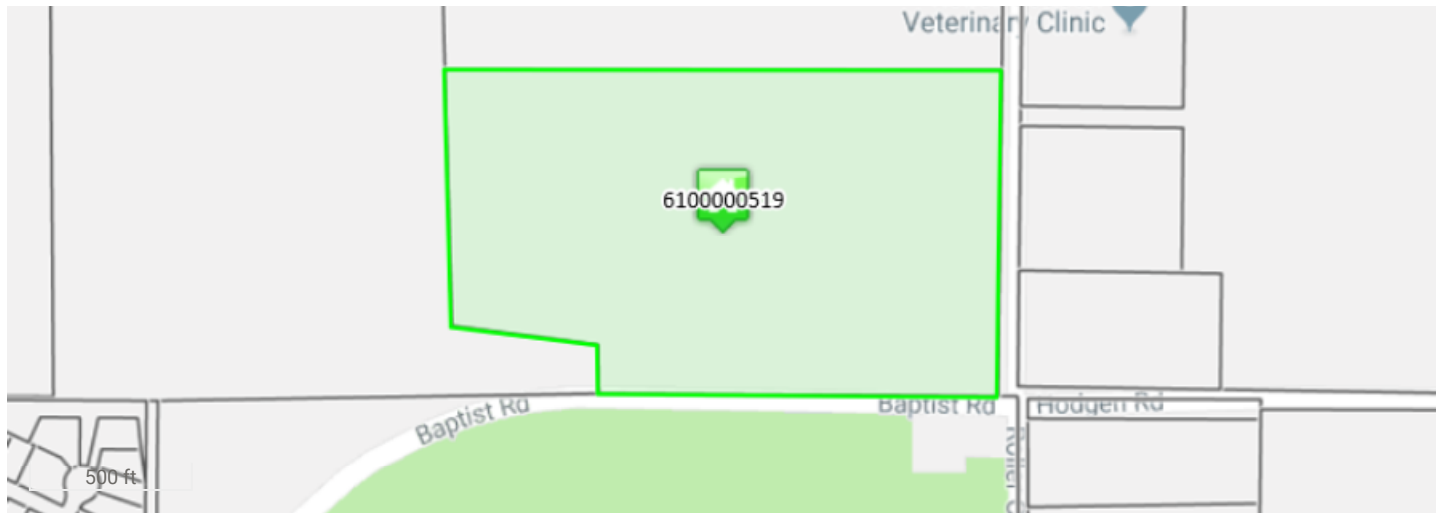 Veterinary Clinic
6100000519
Baptist Rd
Baptist Rd
Hodgen Rd
500 ft